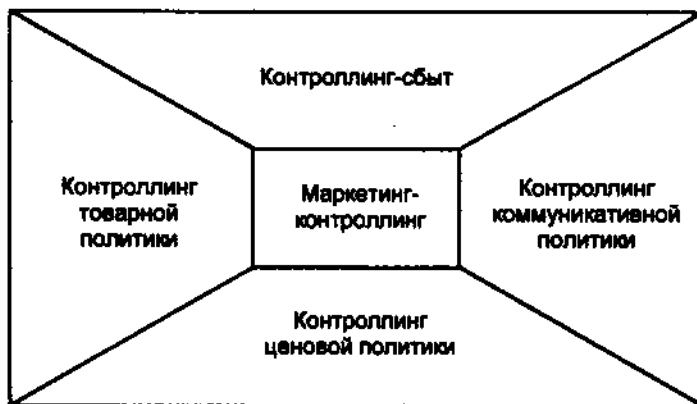 Контроллинг-сбыт
Контроллинг
товарной
политики
Маркетинг-
контроллинг
Контроллинг
коммуникативной
политики
Контроллинг
ценовой политики